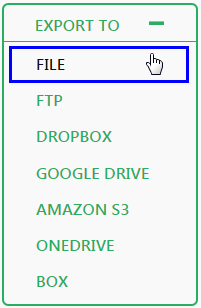 EXPORT TO
FILE
FTP
DROPBOX
GOOGLE DRIVE
AMAZON S3
ONEDRIVE
BOX